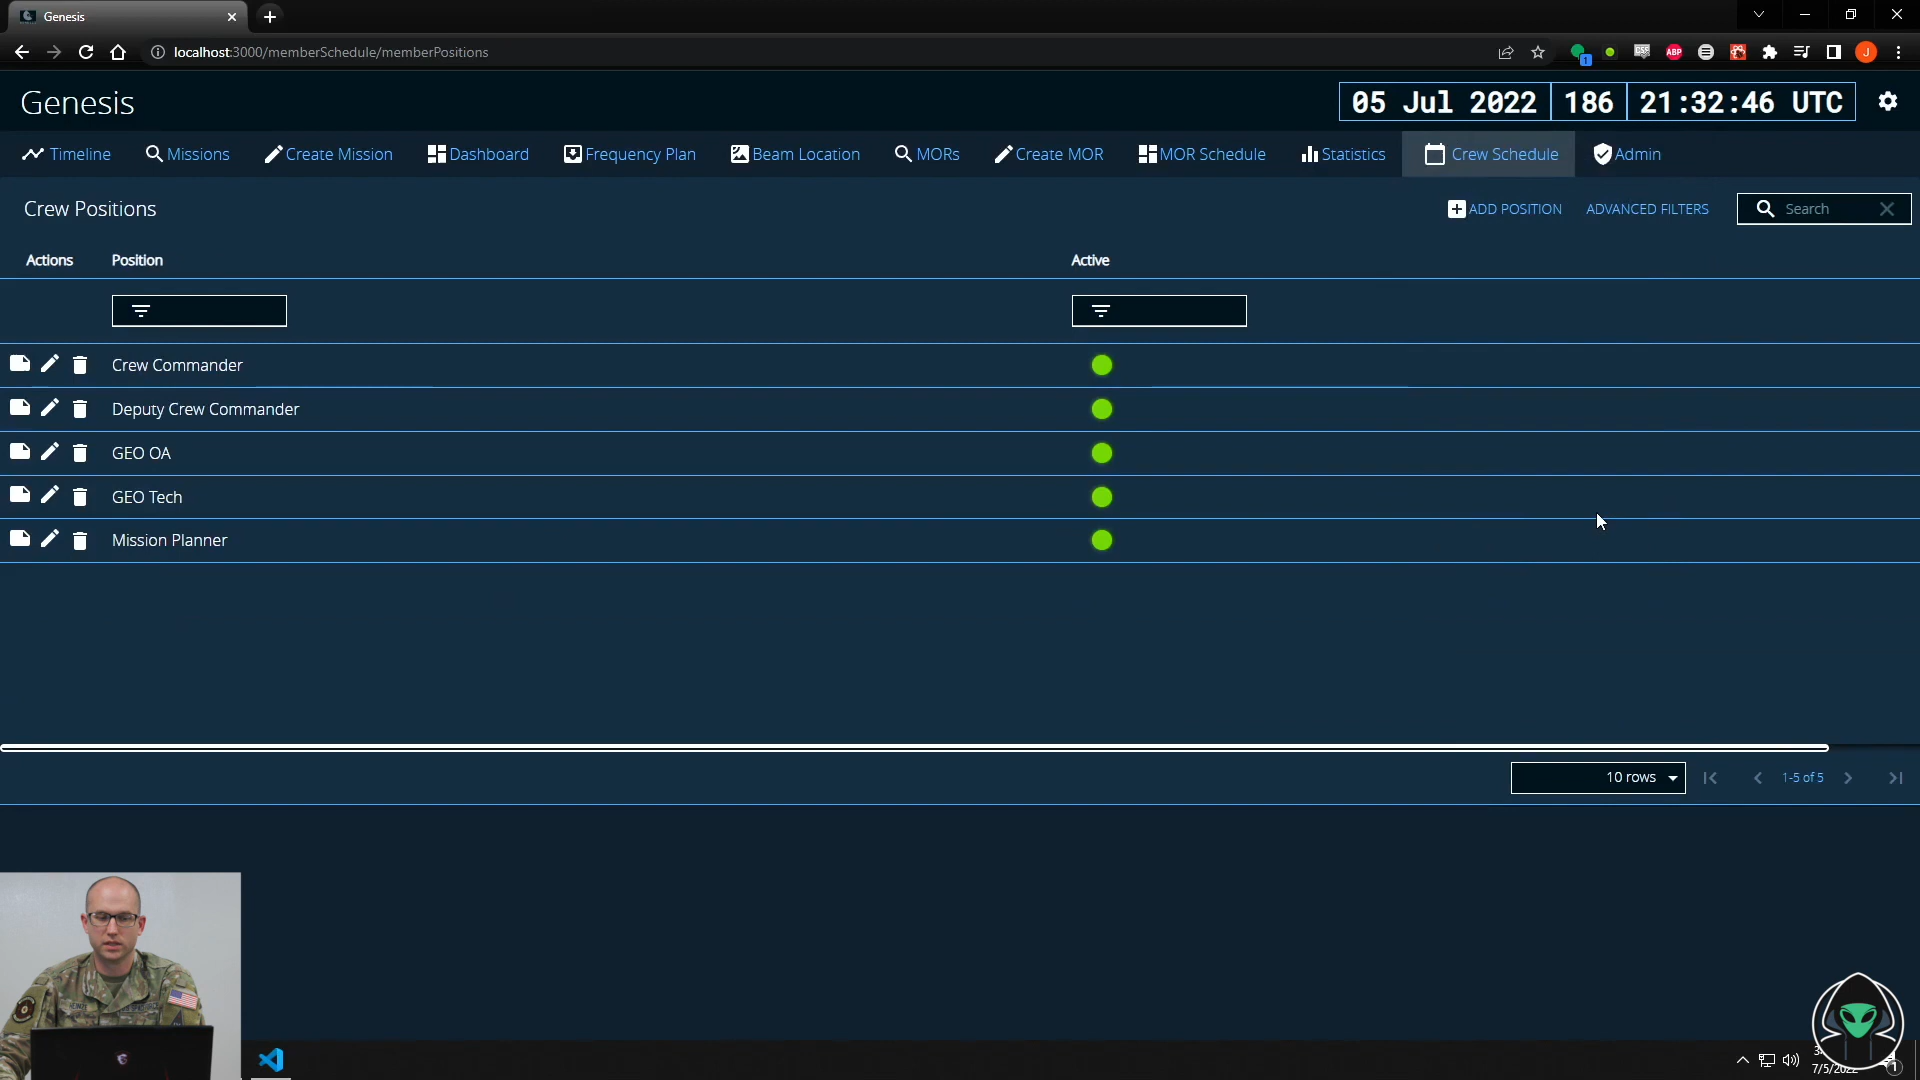 Genesis
localhost:3000/memberSchedule/memberPositions
1
ABP
J
Genesis
05 Jul 2022 186 21:32:46 UTC
Timeline Missions Create Mission Dashboard Frequency Plan Beam Location MORs Create MOR MOR Schedule Statistics Crew Schedule Admin
Crew Positions ADD POSITION ADVANCED FILTERS Search
Actions Position Active
Crew Commander
Deputy Crew Commander
GEO OA
GEO Tech
Mission Planner
10 rows 1-5 of 5
1